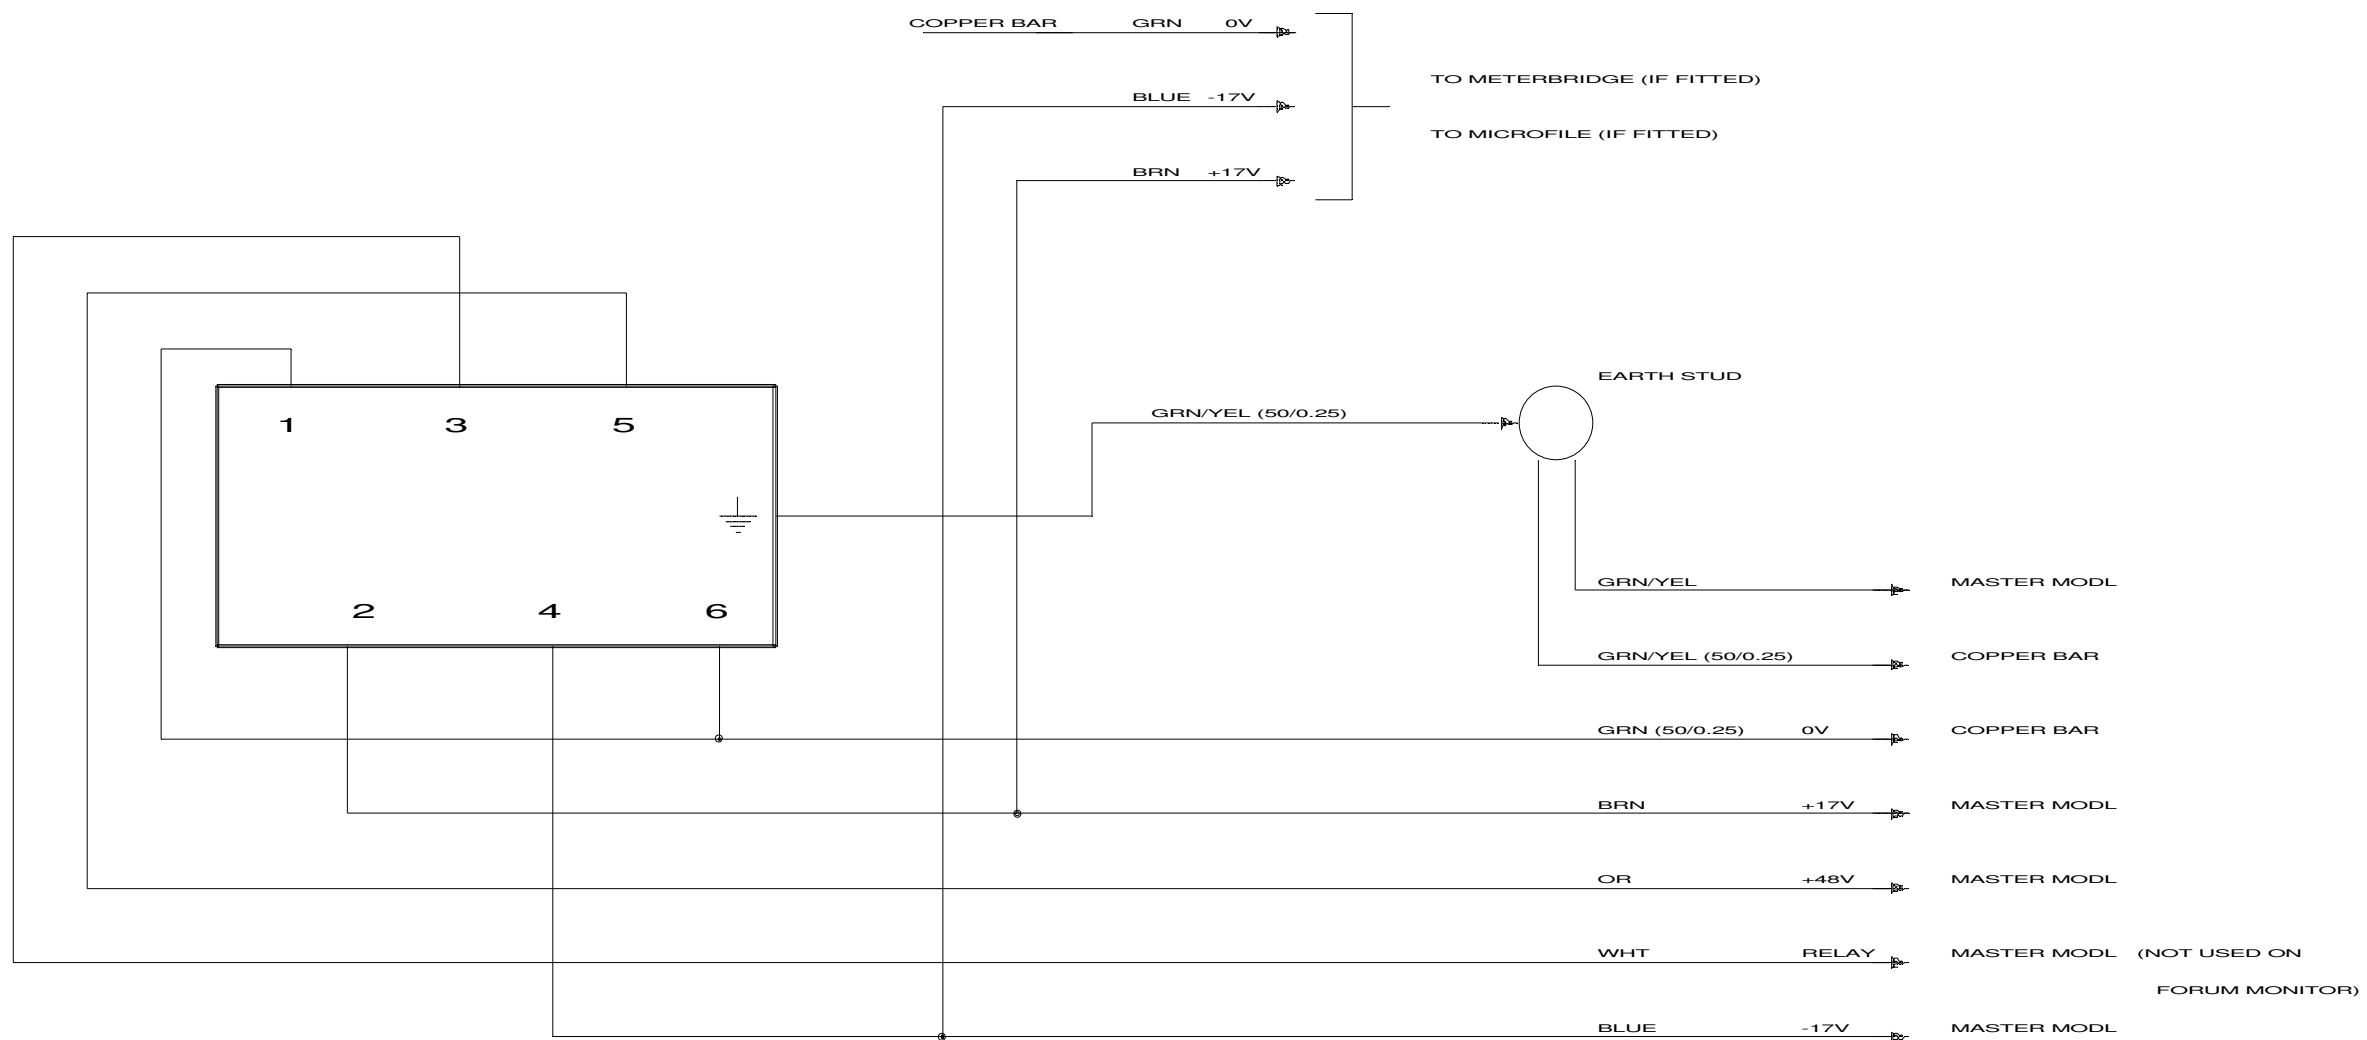 COPPER BAR GRN 0V
TO METERBRIDGE (IF FITTED)
BLUE -17V
TO MICROFILE (IF FITTED)
BRN +17V
EARTH STUD
GRN/YEL (50/0.25)
1 3 5
GRN/YEL MASTER MODL
2 4 6
GRN/YEL (50/0.25) COPPER BAR
GRN (50/0.25) 0V COPPER BAR
BRN +17V MASTER MODL
OR +48V MASTER MODL
WHT RELAY MASTER MODL (NOT USED ON
FORUM MONITOR)
BLUE -17V MASTER MODL